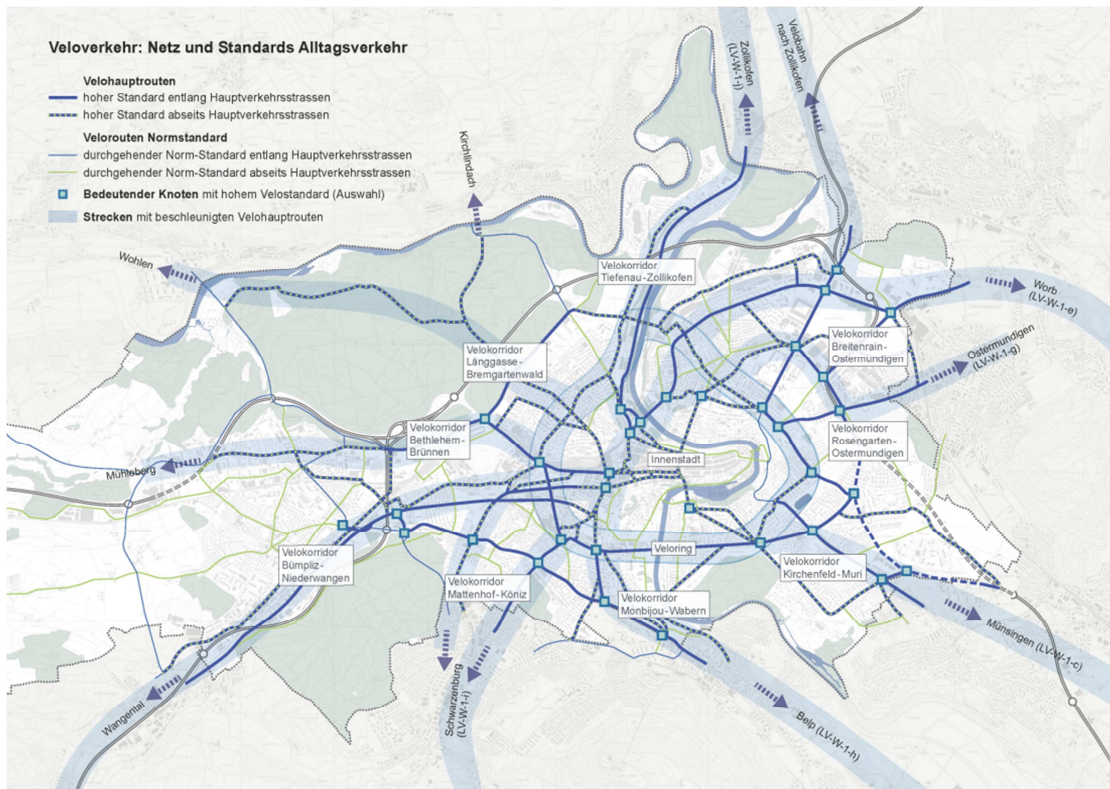 Veloverkehr: Netz und Standards Alltagsverkehr
Velohauptrouten
hoher Standard entlang Hauptverkehrsstrassen
hoher Standard abseits Hauptverkehrsstrassen
Velorouten Normstandard
durchgehender Norm-Standard entlang Hauptverkehrsstrassen
durchgehender Norm-Standard abseits Hauptverkehrsstrassen
Bedeutender Knoten mit hohem Velostandard (Auswahl)
Strecken mit beschleunigten Velohauptrouten
Zollikofen
(LV-W-1-j)
Velobahn
nach Zollikofen
Kirchlindach
Wohlen
Velokorridor
Tiefenau-Zollikofen
Worb
(LV-W-1-e)
Velokorridor
Länggasse-
Bremgartenwald
Velokorridor
Breitenrain-
Ostermundigen
Ostermundigen
(LV-W-1-g)
Velokorridor
Bethlehem-
Brünnen
Velokorridor
Rosengarten-
Ostermundigen
Innenstadt
Mühleberg
Veloring
Velokorridor
Bümpliz-
Niederwangen
Velokorridor
Mattenhof-Köniz
Velokorridor
Monbijou-Wabern
Velokorridor
Kirchenfeld-Muri
Münsingen (LV-W-1-c)
Wangental
Schwarzenburg
(LV-W-1-i)
Belp (LV-W-1-h)